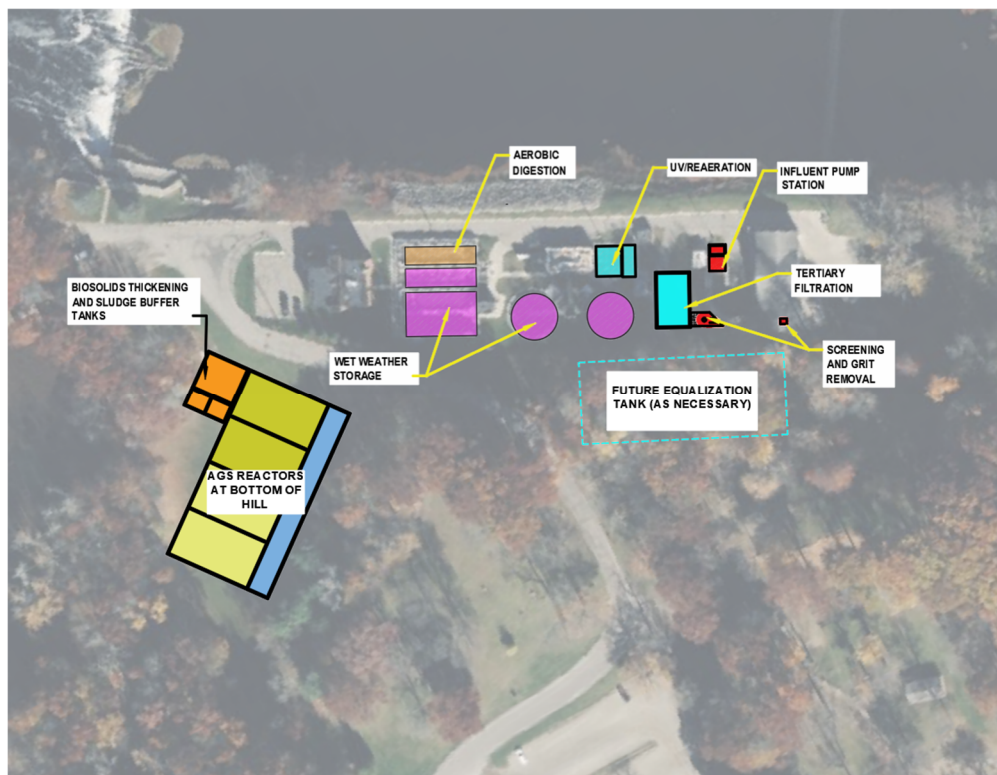 AEROBIC
DIGESTION
UV/REAERATION
INFLUENT PUMP
STATION
BIOSOLIDS THICKENING
AND SLUDGE BUFFER
TANKS
TERTIARY
FILTRATION
WET WEATHER
STORAGE
SCREENING
AND GRIT
REMOVAL
FUTURE EQUALIZATION
TANK (AS NECESSARY)
AGS REACTORS
AT BOTTOM OF
HILL